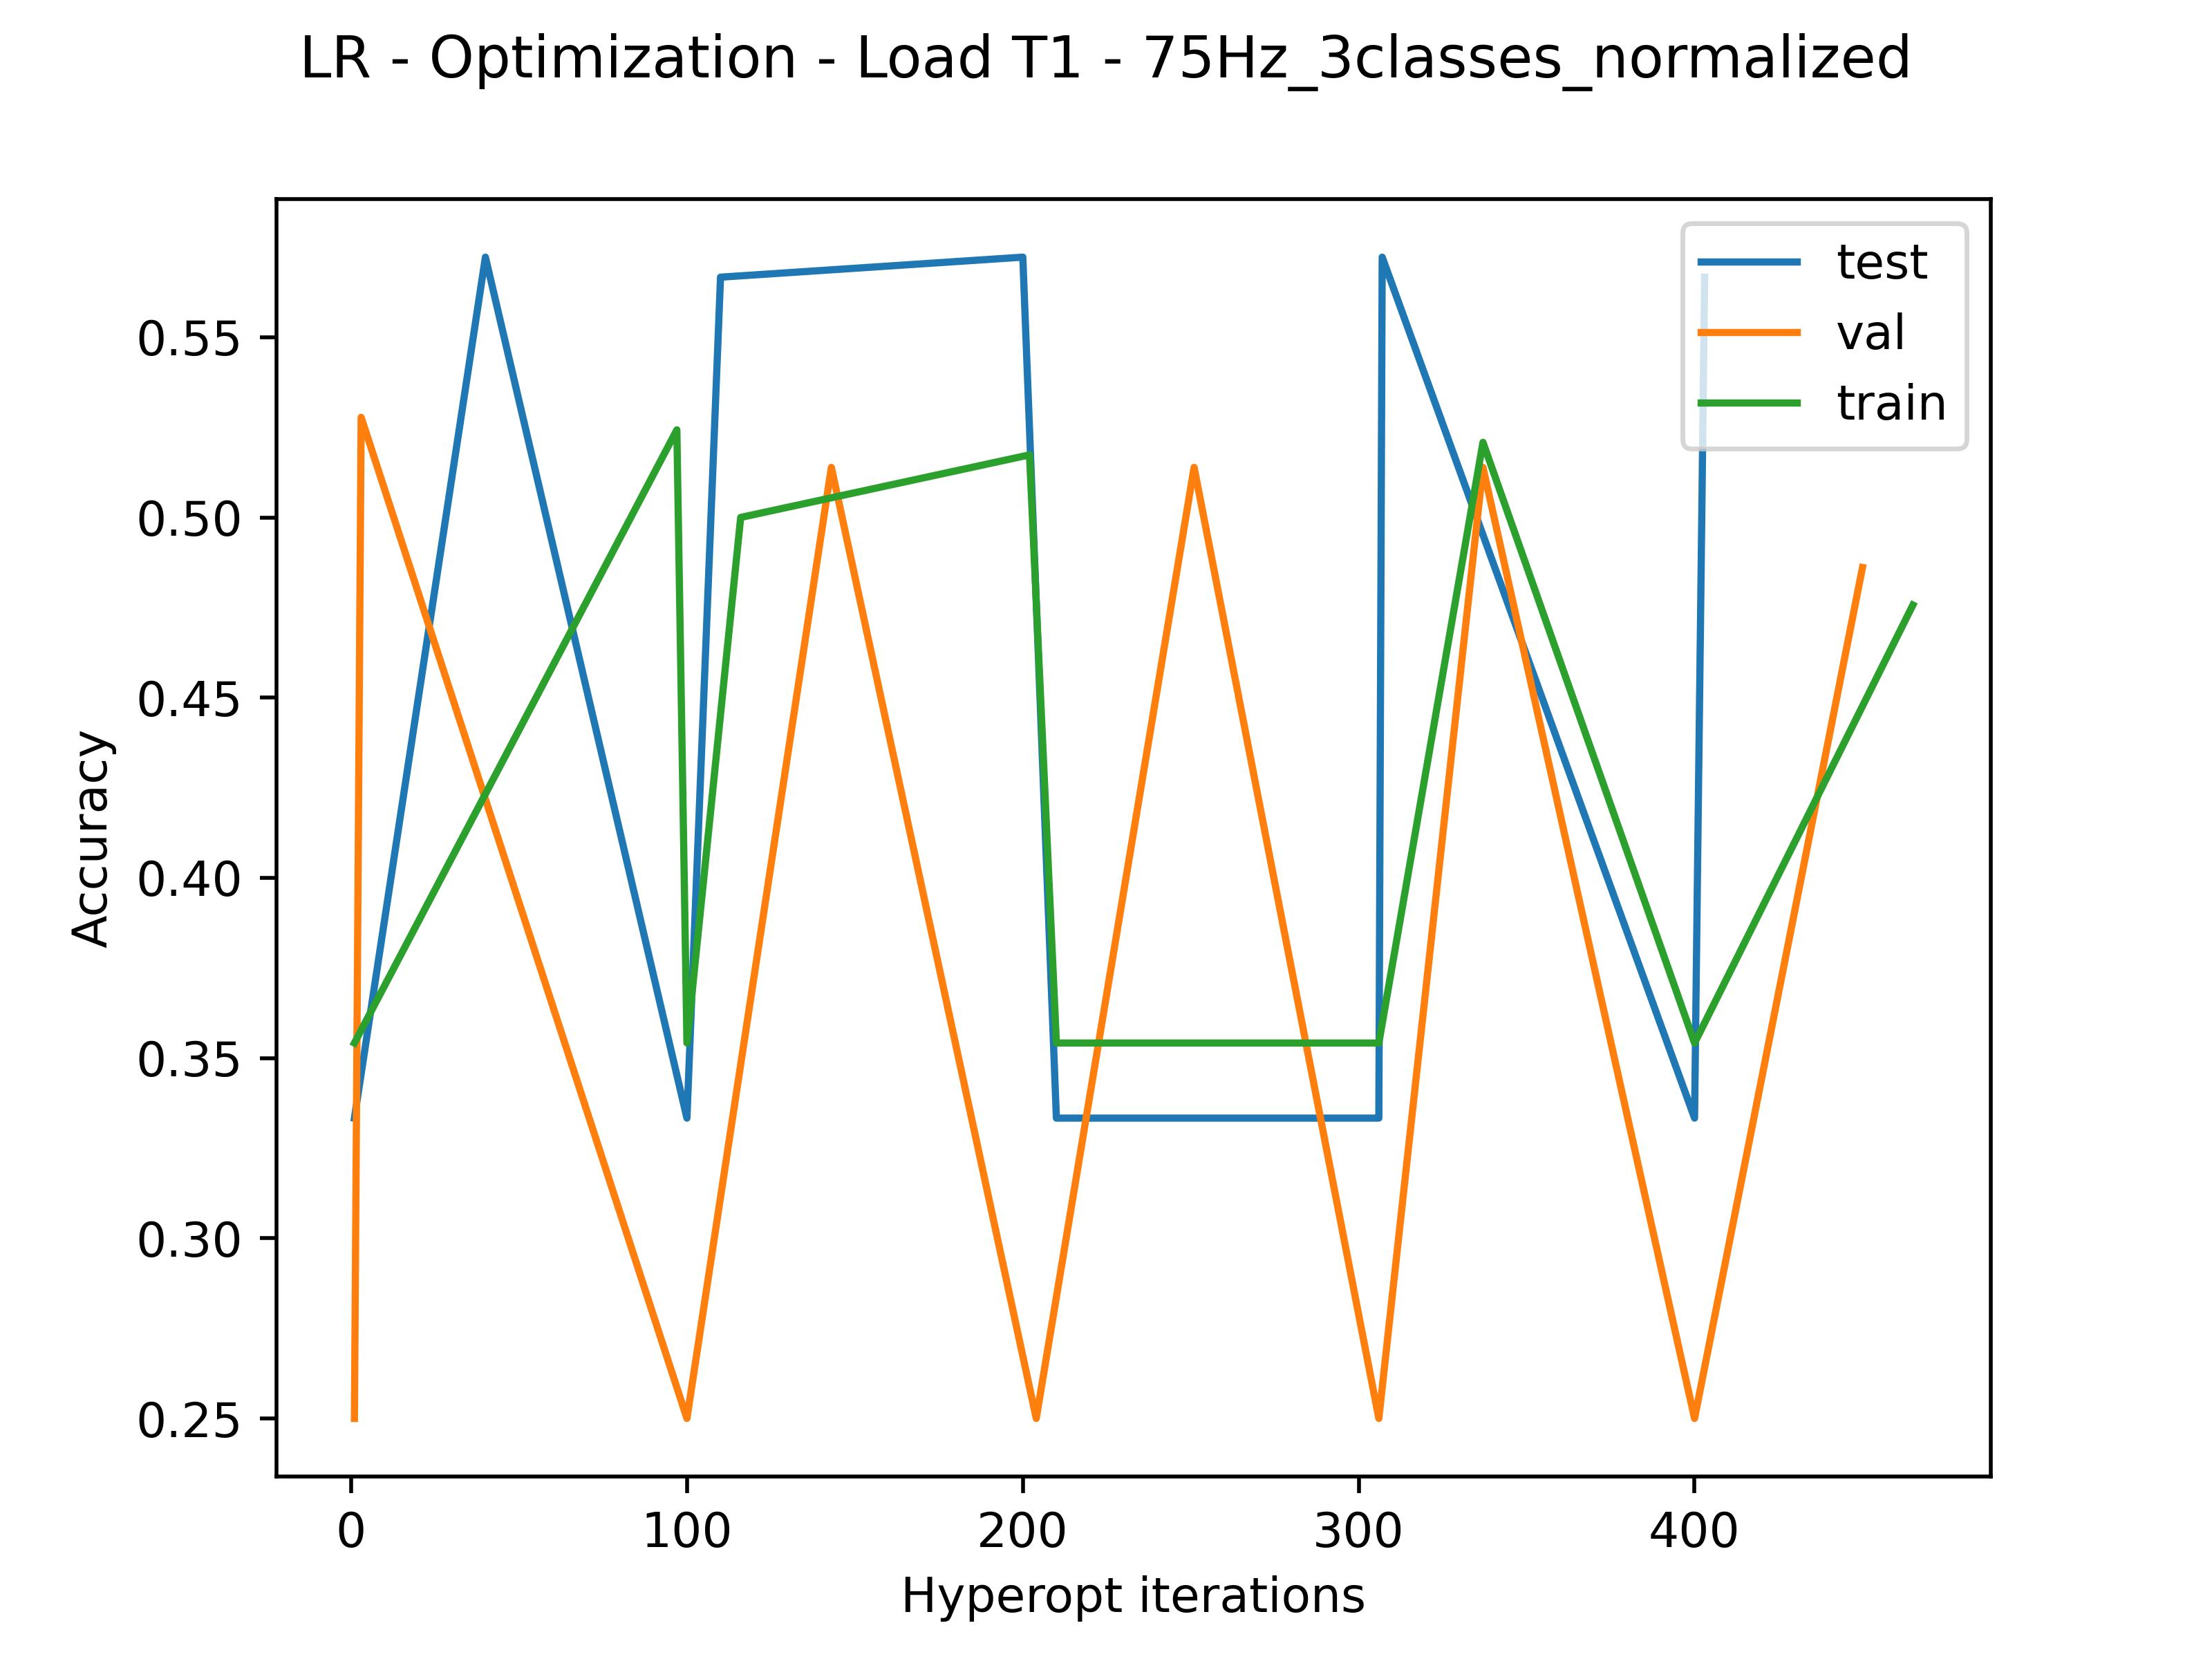 LR - Optimization - Load T1 - 75Hz_3classes_normalized
test
val
train
0.55
0.50
0.45
0.40
0.35
0.30
0.25
Accuracy
0 100 200 300 400
Hyperopt iterations